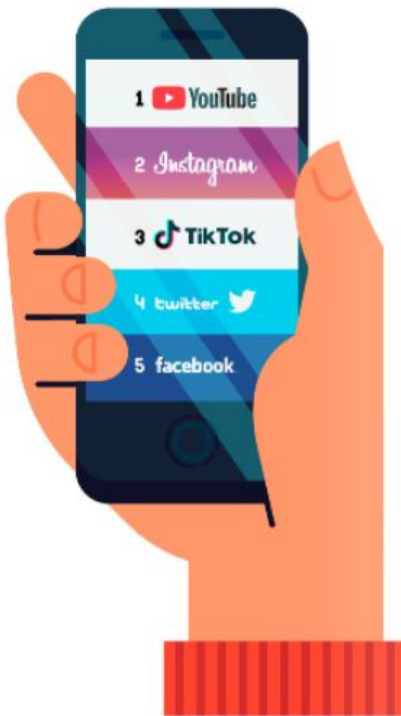 1 YouTube
2 Instagram
3 TikTok
4 twitter
5 facebook